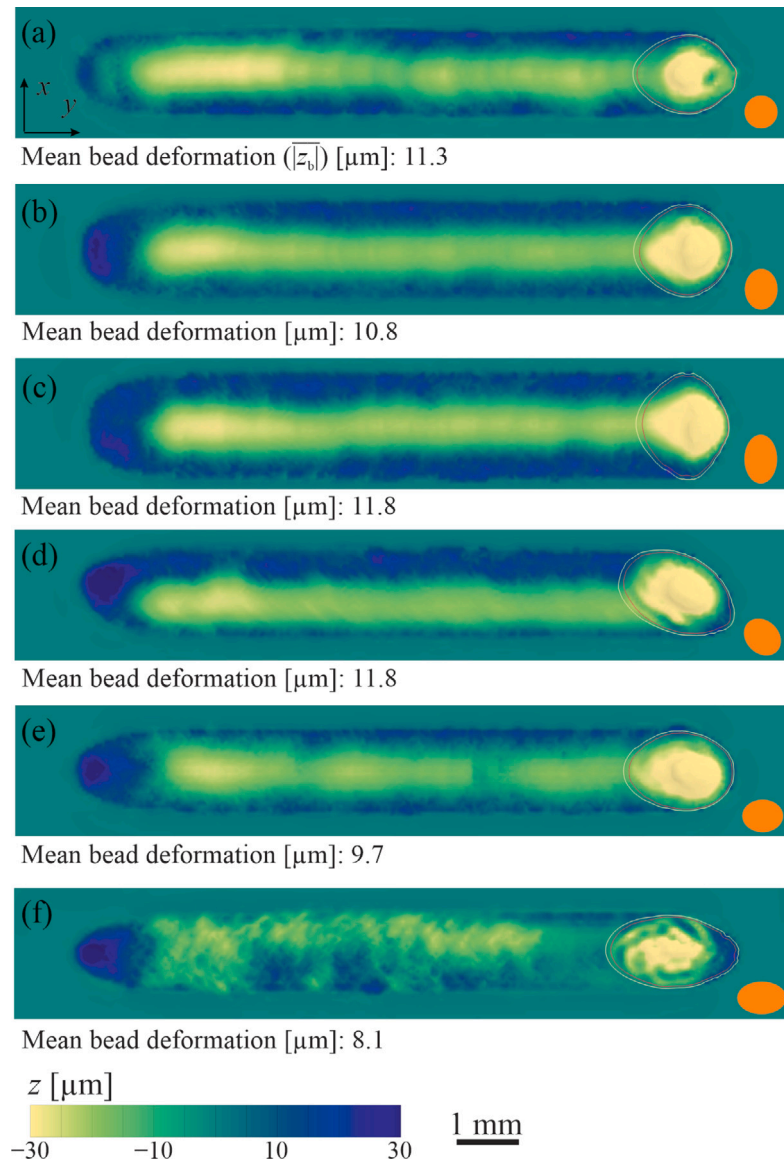 (a)
x
y
Mean bead deformation (|z_b|) [µm]: 11.3
(b)
Mean bead deformation [µm]: 10.8
(c)
Mean bead deformation [µm]: 11.8
(d)
Mean bead deformation [µm]: 11.8
(e)
Mean bead deformation [µm]: 9.7
(f)
Mean bead deformation [µm]: 8.1
z [µm]
1 mm
−30 −10 10 30